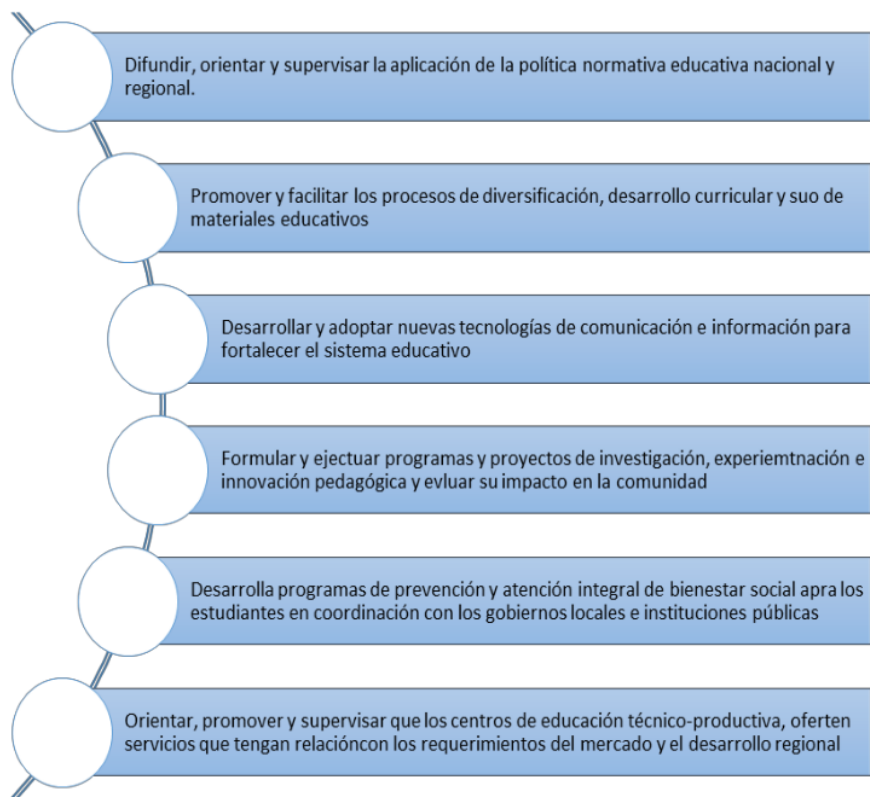 Difundir, orientar y supervisar la aplicación de la política normativa educativa nacional y
regional.
Promover y facilitar los procesos de diversificación, desarrollo curricular y suo de
materiales educativos
Desarrollar y adoptar nuevas tecnologías de comunicación e información para
fortalecer el sistema educativo
Formular y ejectuar programas y proyectos de investigación, experiemtnación e
innovación pedagógica y evluar su impacto en la comunidad
Desarrolla programas de prevención y atención integral de bienestar social apra los
estudiantes en coordinación con los gobiernos locales e instituciones públicas
Orientar, promover y supervisar que los centros de educación técnico-productiva, oferten
servicios que tengan relacióncon los requerimientos del mercado y el desarrollo regional